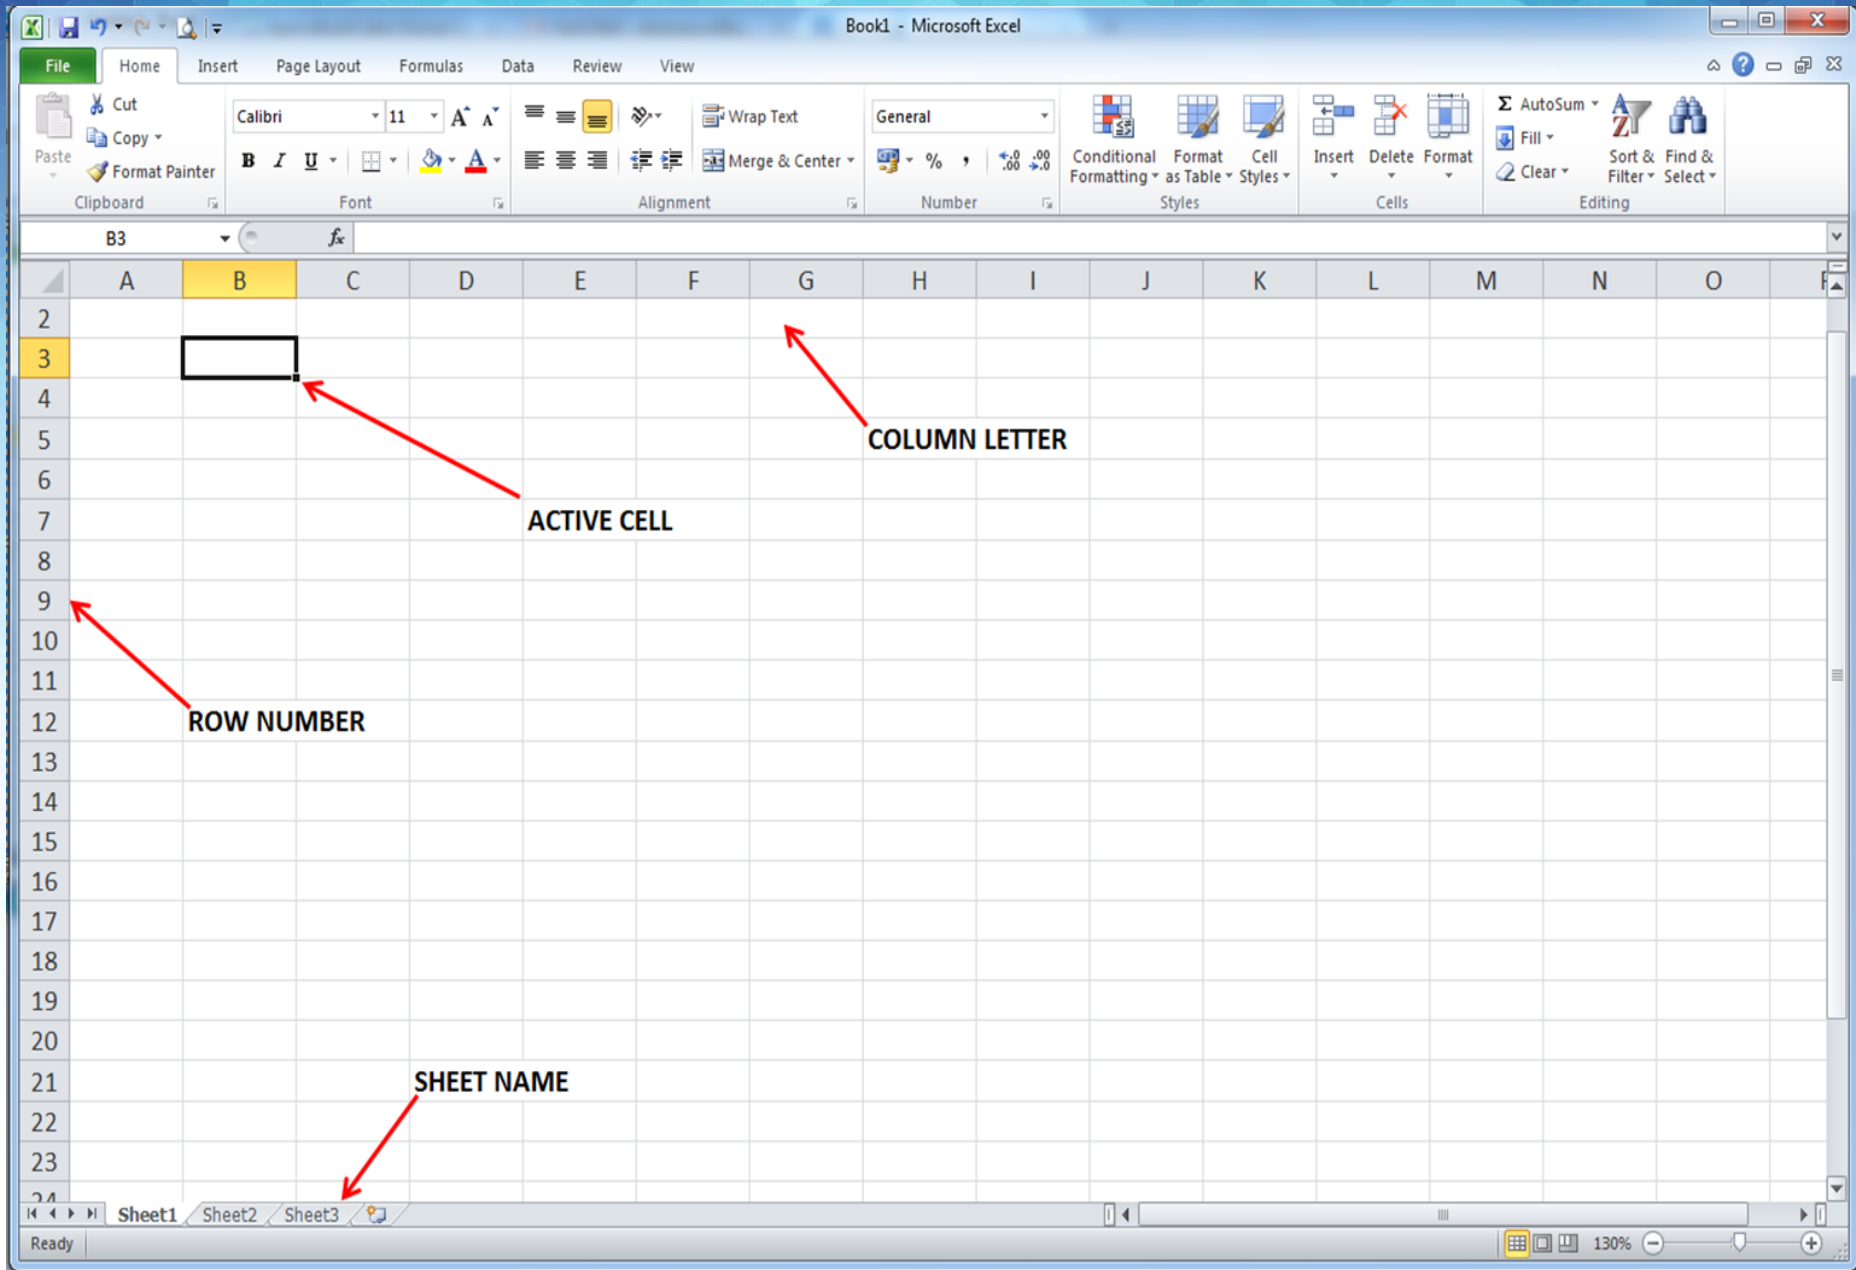 Book1 - Microsoft Excel
File Home Insert Page Layout Formulas Data Review View
Paste
Cut
Copy
Format Painter
Clipboard
Calibri 11
B I U
Font
Wrap Text
Merge & Center
Alignment
General
%
Number
Conditional Formatting
Format as Table
Cell Styles
Styles
Insert Delete Format
Cells
Σ AutoSum
Fill
Clear
Sort & Filter
Find & Select
Editing
B3 fx
A B C D E F G H I J K L M N O
2
3
4
5 COLUMN LETTER
6
7 ACTIVE CELL
8
9
10
11
12 ROW NUMBER
13
14
15
16
17
18
19
20
21 SHEET NAME
22
23
24
Sheet1 Sheet2 Sheet3
Ready 130%